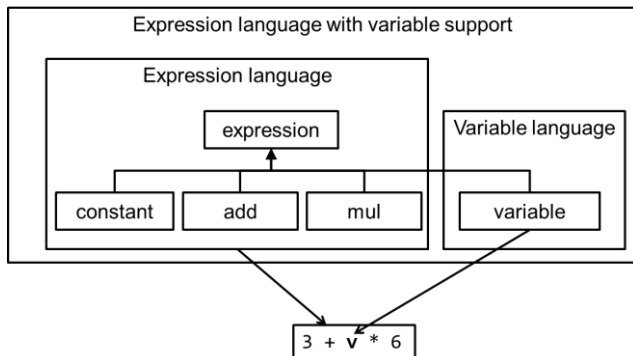 Expression language with variable support
Expression language
expression
Variable language
constant
add
mul
variable
3 + v * 6